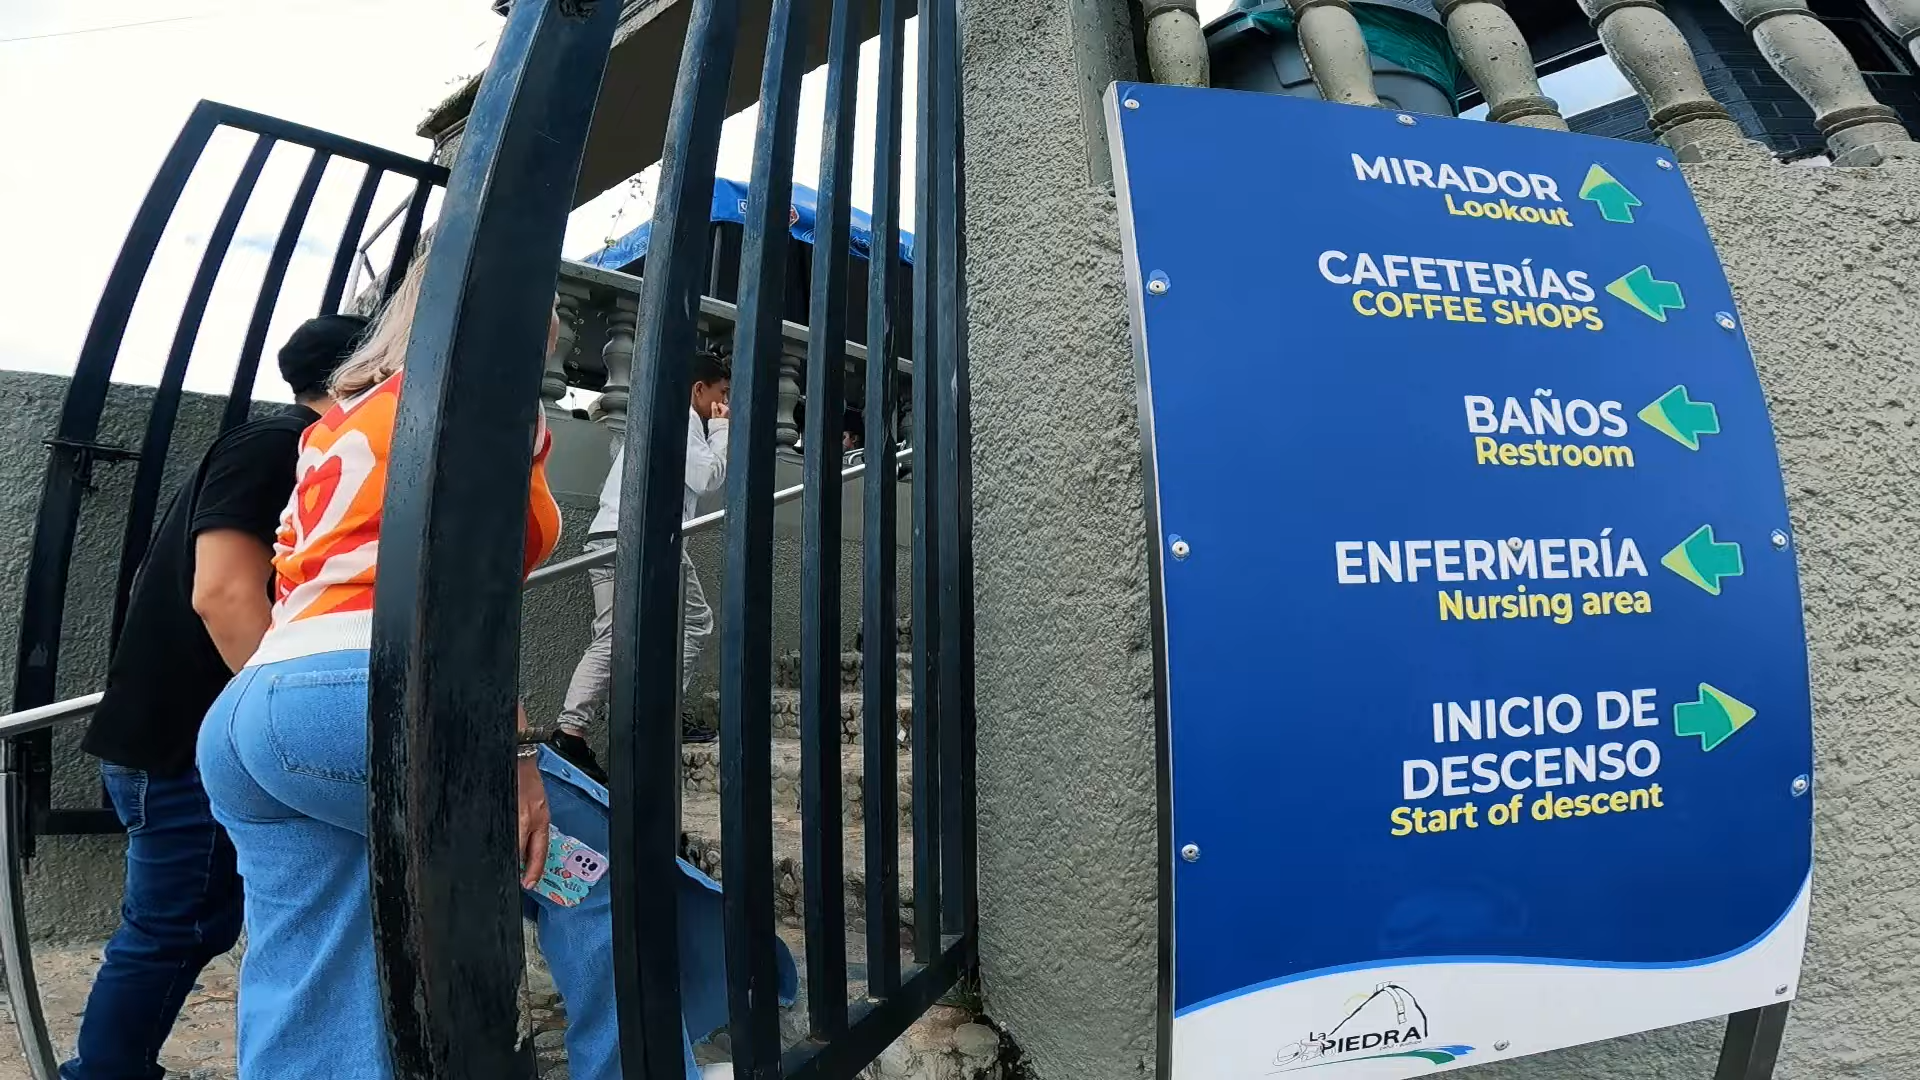 MIRADOR
Lookout
CAFETERÍAS
COFFEE SHOPS
BAÑOS
Restroom
ENFERMERÍA
Nursing area
INICIO DE
DESCENSO
Start of descent
La
PIEDRA